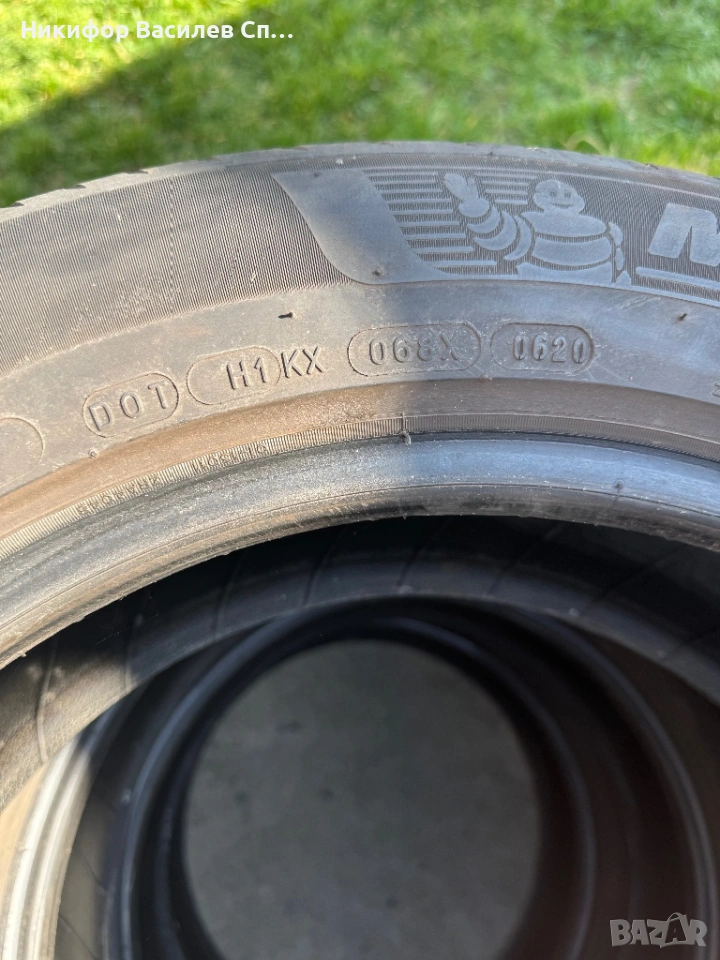 Никифор Василев Сп...
M
DOT H1KX 068X 0620
BAZAR